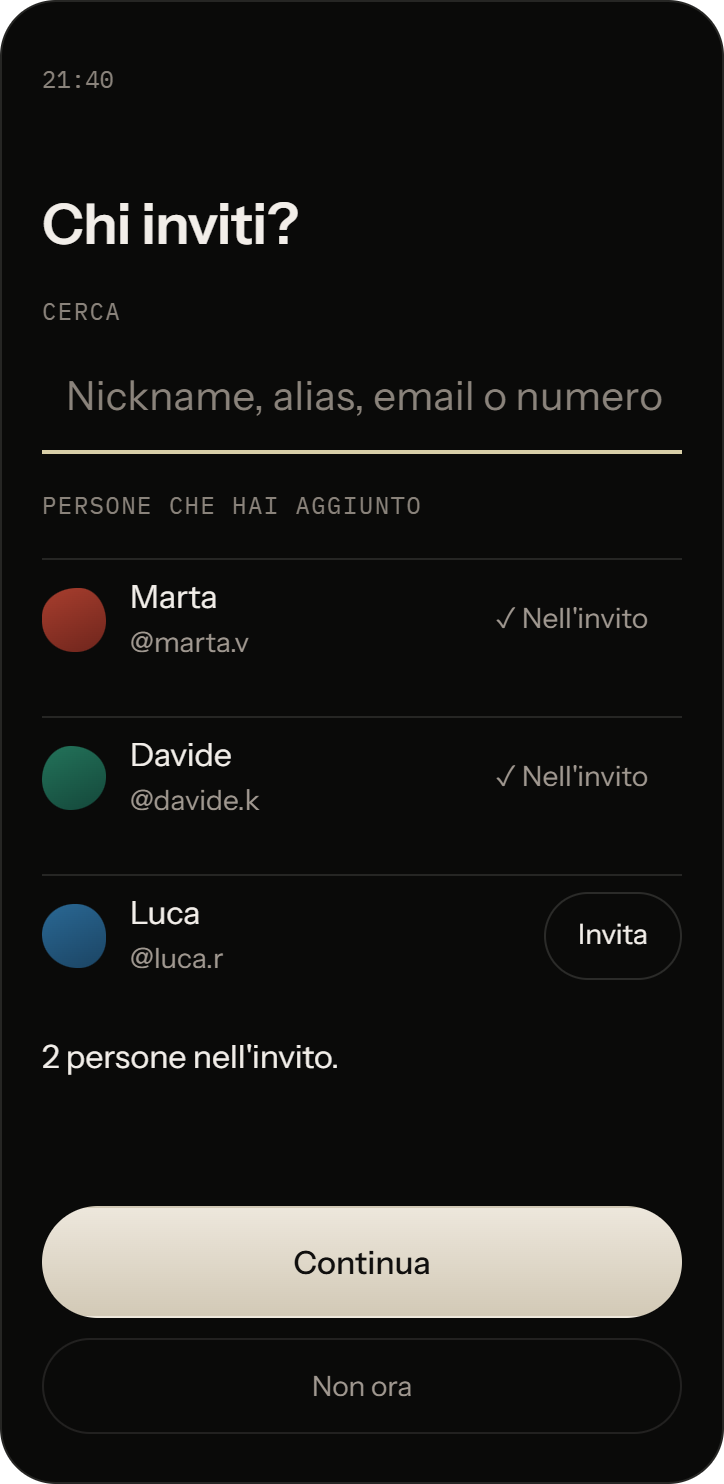 21:40
Chi inviti?
CERCA
Nickname, alias, email o numero
PERSONE CHE HAI AGGIUNTO
Marta
@marta.v
✓ Nell'invito
Davide
@davide.k
✓ Nell'invito
Luca
@luca.r
Invita
2 persone nell'invito.
Continua
Non ora